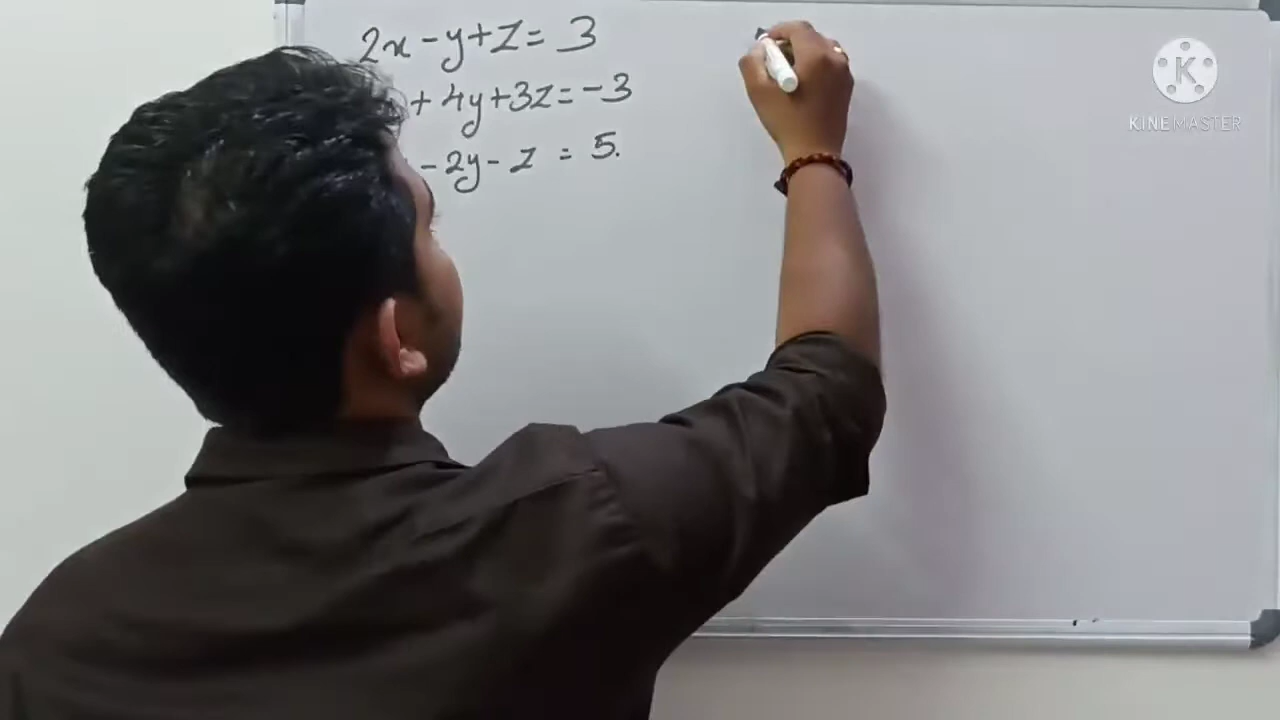 2x - y + z = 3
+ 4y + 3z = -3
- 2y - z = 5.
K
KINEMASTER